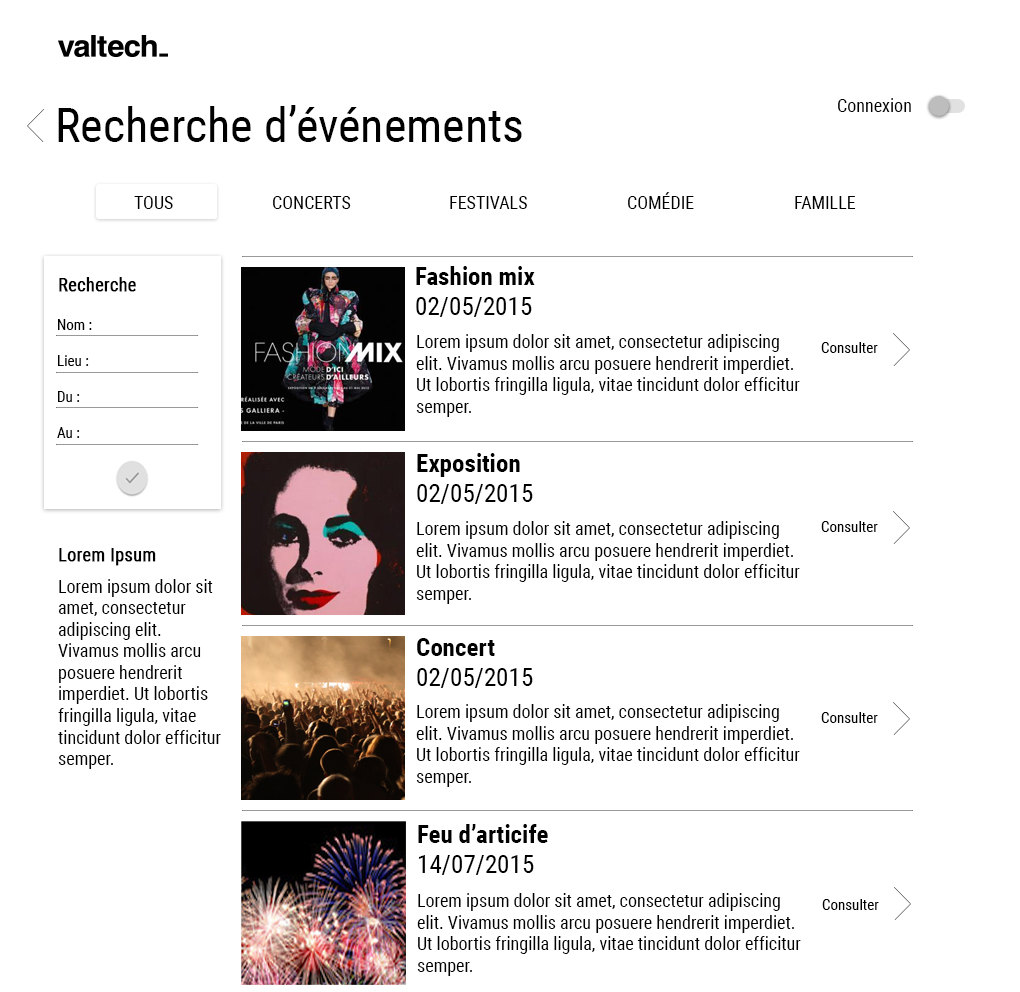 valtech_
Connexion
Recherche d’événements
TOUS
CONCERTS
FESTIVALS
COMÉDIE
FAMILLE
Recherche
Nom :
Lieu :
Du :
Au :
Lorem Ipsum
Lorem ipsum dolor sit
amet, consectetur
adipiscing elit.
Vivamus mollis arcu
posuere hendrerit
imperdiet. Ut lobortis
fringilla ligula, vitae
tincidunt dolor efficitur
semper.
FASHION MIX
MODE D'ICI
CRÉATEURS D'AILLEURS
RÉALISÉE AVEC
S GALLIERA -
DE LA VILLE DE PARIS
Fashion mix
02/05/2015
Lorem ipsum dolor sit amet, consectetur adipiscing
elit. Vivamus mollis arcu posuere hendrerit imperdiet.
Ut lobortis fringilla ligula, vitae tincidunt dolor efficitur
semper.
Consulter
Exposition
02/05/2015
Lorem ipsum dolor sit amet, consectetur adipiscing
elit. Vivamus mollis arcu posuere hendrerit imperdiet.
Ut lobortis fringilla ligula, vitae tincidunt dolor efficitur
semper.
Consulter
Concert
02/05/2015
Lorem ipsum dolor sit amet, consectetur adipiscing
elit. Vivamus mollis arcu posuere hendrerit imperdiet.
Ut lobortis fringilla ligula, vitae tincidunt dolor efficitur
semper.
Consulter
Feu d’articife
14/07/2015
Lorem ipsum dolor sit amet, consectetur adipiscing
elit. Vivamus mollis arcu posuere hendrerit imperdiet.
Ut lobortis fringilla ligula, vitae tincidunt dolor efficitur
semper.
Consulter